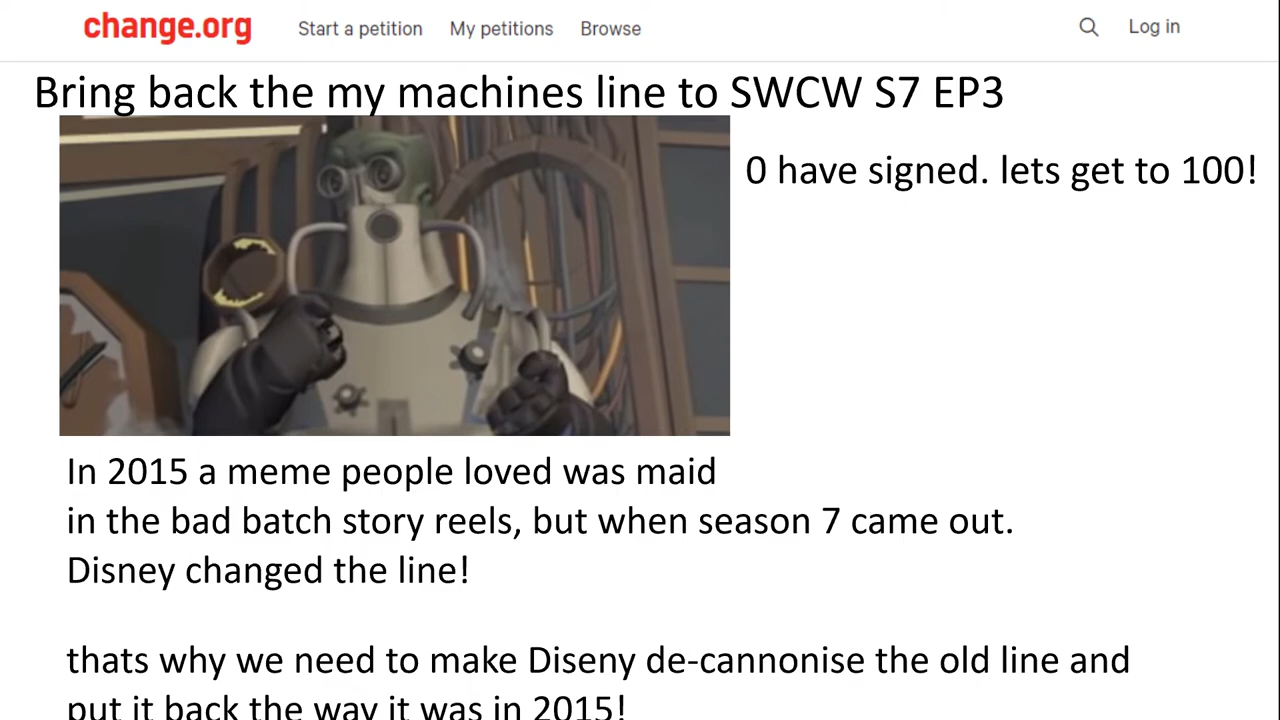 change.org Start a petition My petitions Browse Log in
Bring back the my machines line to SWCW S7 EP3
0 have signed. lets get to 100!
In 2015 a meme people loved was maid
in the bad batch story reels, but when season 7 came out.
Disney changed the line!
thats why we need to make Diseny de-cannonise the old line and
put it back the way it was in 2015!